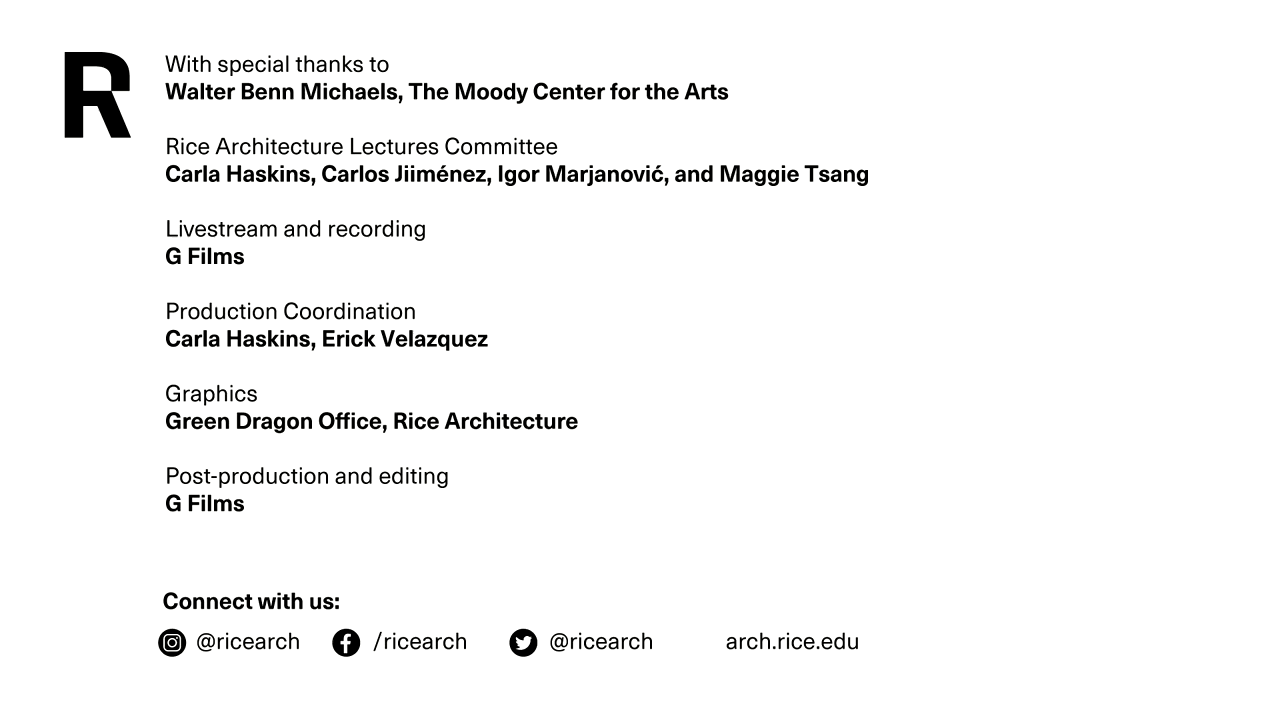 R
With special thanks to
Walter Benn Michaels, The Moody Center for the Arts
Rice Architecture Lectures Committee
Carla Haskins, Carlos Jiiménez, Igor Marjanović, and Maggie Tsang
Livestream and recording
G Films
Production Coordination
Carla Haskins, Erick Velazquez
Graphics
Green Dragon Office, Rice Architecture
Post-production and editing
G Films
Connect with us:
@ricearch /ricearch @ricearch arch.rice.edu